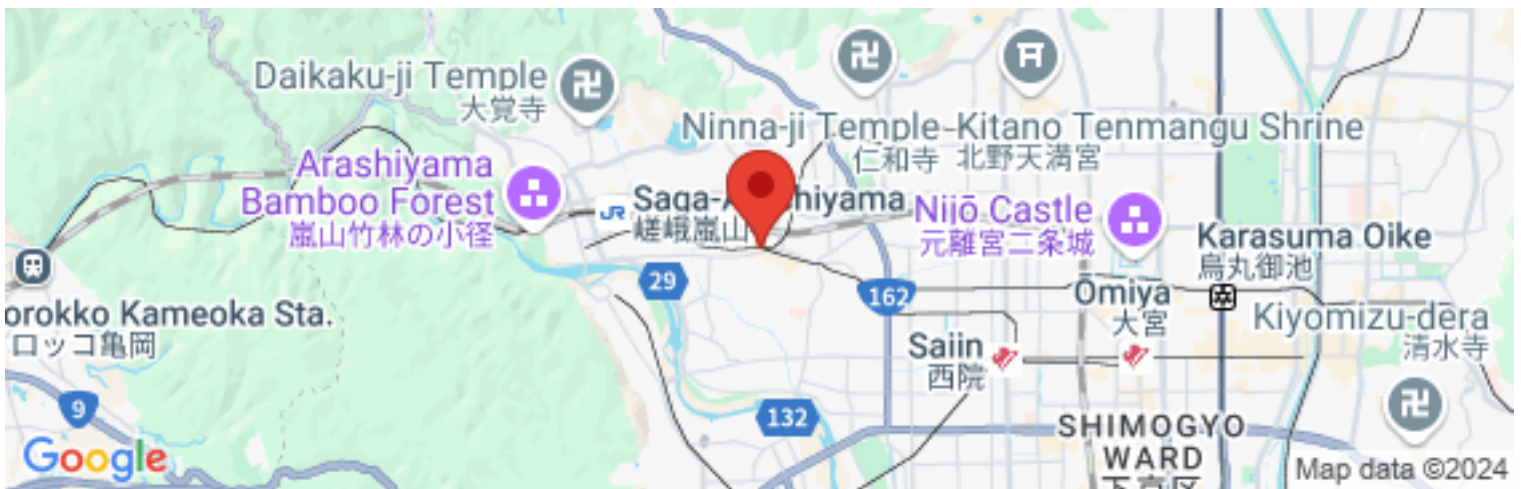 Daikaku-ji Temple
大覚寺
Ninna-ji Temple
仁和寺
Kitano Tenmangu Shrine
北野天満宮
Arashiyama
Bamboo Forest
嵐山竹林の小径
JR
Saga-A hiyama
嵯峨嵐山
Nijō Castle
元離宮二条城
Karasuma Oike
烏丸御池
29
162
Ōmiya
大宮
orokko Kameoka Sta.
ロッコ亀岡
Kiyomizu-dera
清水寺
Saiin
西院
9
132
SHIMOGYO
WARD
Google
Map data ©2024